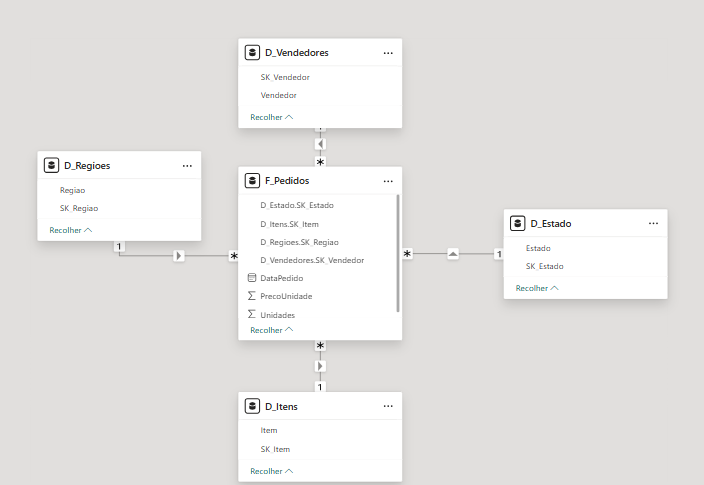 D_Vendedores
SK_Vendedor
Vendedor
Recolher
1
*
D_Regioes
Regiao
SK_Regiao
Recolher
1
*
F_Pedidos
D_Estado.SK_Estado
D_Itens.SK_Item
D_Regioes.SK_Regiao
D_Vendedores.SK_Vendedor
DataPedido
Σ PrecoUnidade
Σ Unidades
Recolher
*
1
D_Estado
Estado
SK_Estado
Recolher
*
1
D_Itens
Item
SK_Item
Recolher